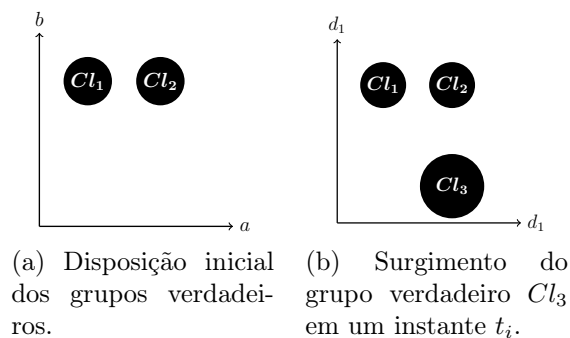 b
Cl1 Cl2
a
(a) Disposição inicial
dos grupos verdadei-
ros.
d1
Cl1 Cl2
Cl3
d1
(b) Surgimento do
grupo verdadeiro Cl3
em um instante ti.